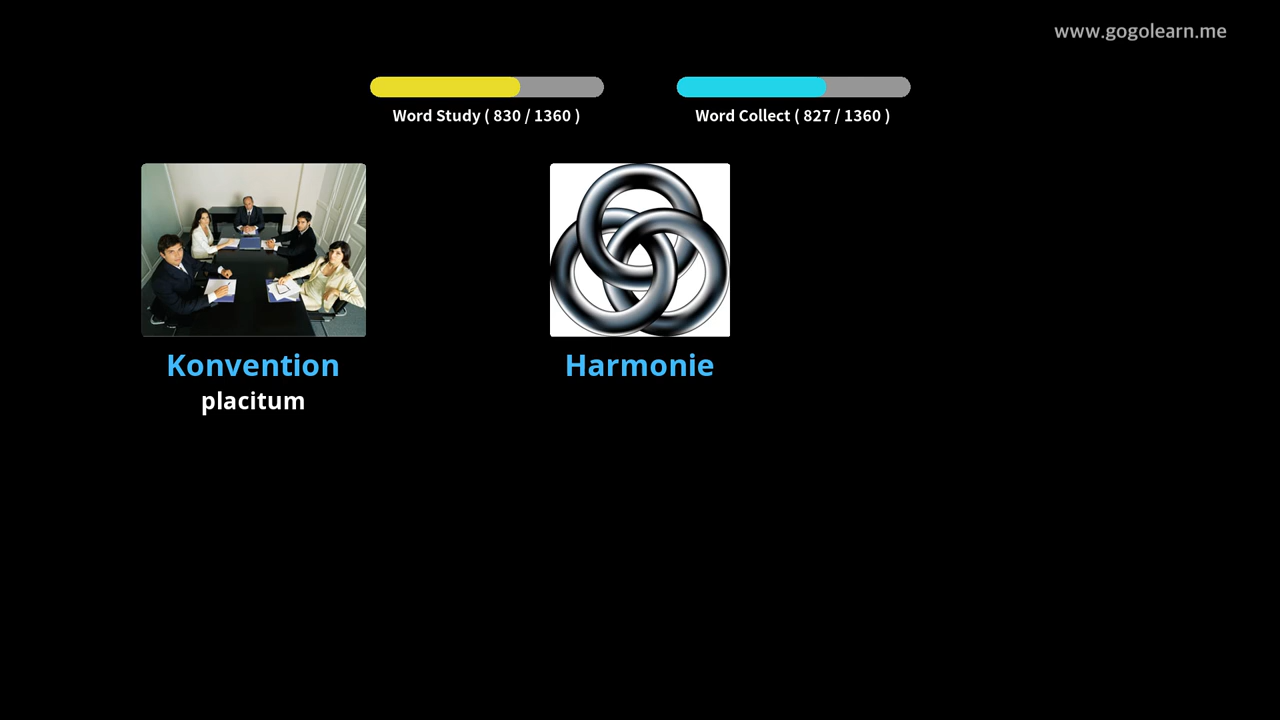 www.gogolearn.me
Word Study ( 830 / 1360 )
Word Collect ( 827 / 1360 )
Konvention
placitum
Harmonie